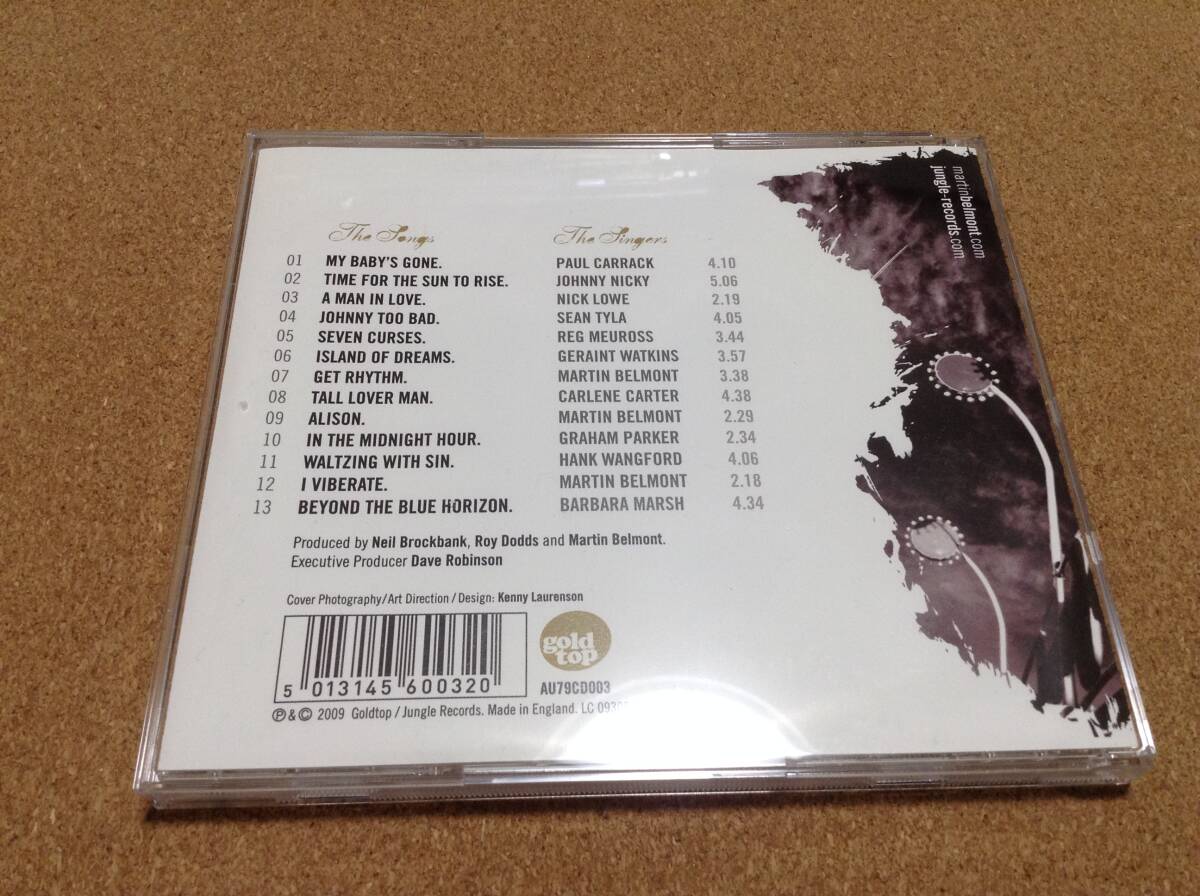 The Songs The Singers
01 MY BABY'S GONE. PAUL CARRACK 4.10
02 TIME FOR THE SUN TO RISE. JOHNNY NICKY 5.06
03 A MAN IN LOVE. NICK LOWE 2.19
04 JOHNNY TOO BAD. SEAN TYLA 4.05
05 SEVEN CURSES. REG MEUROSS 3.44
06 ISLAND OF DREAMS. GERAINT WATKINS 3.57
07 GET RHYTHM. MARTIN BELMONT 3.38
08 TALL LOVER MAN. CARLENE CARTER 4.38
09 ALISON. MARTIN BELMONT 2.29
10 IN THE MIDNIGHT HOUR. GRAHAM PARKER 2.34
11 WALTZING WITH SIN. HANK WANGFORD 4.06
12 I VIBERATE. MARTIN BELMONT 2.18
13 BEYOND THE BLUE HORIZON. BARBARA MARSH 4.34
Produced by Neil Brockbank, Roy Dodds and Martin Belmont.
Executive Producer Dave Robinson
Cover Photography/Art Direction/Design: Kenny Laurenson
5 013145 600320
gold
top
AU79CD003
℗&© 2009 Goldtop/Jungle Records. Made in England. LC
martinbelmont.com
jungle-records.com